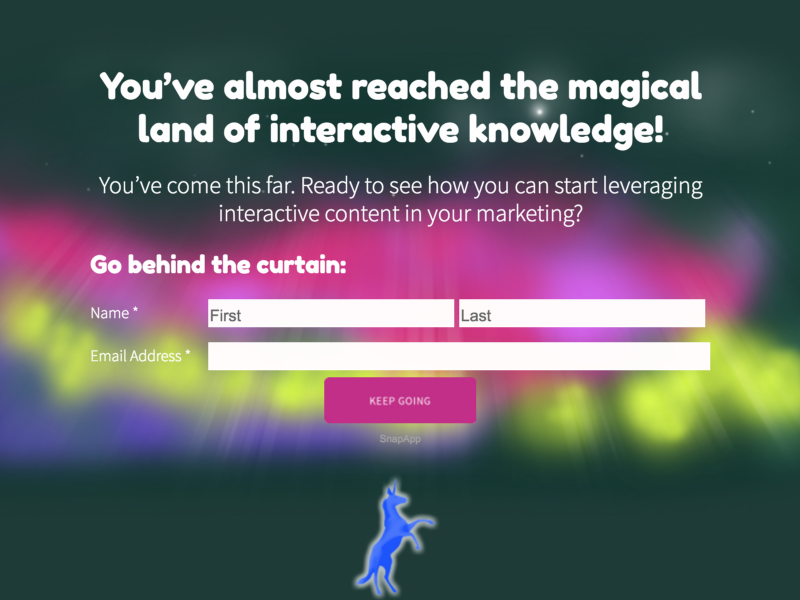 You’ve almost reached the magical
land of interactive knowledge!
You’ve come this far. Ready to see how you can start leveraging
interactive content in your marketing?
Go behind the curtain:
Name * First Last
Email Address *
KEEP GOING
SnapApp